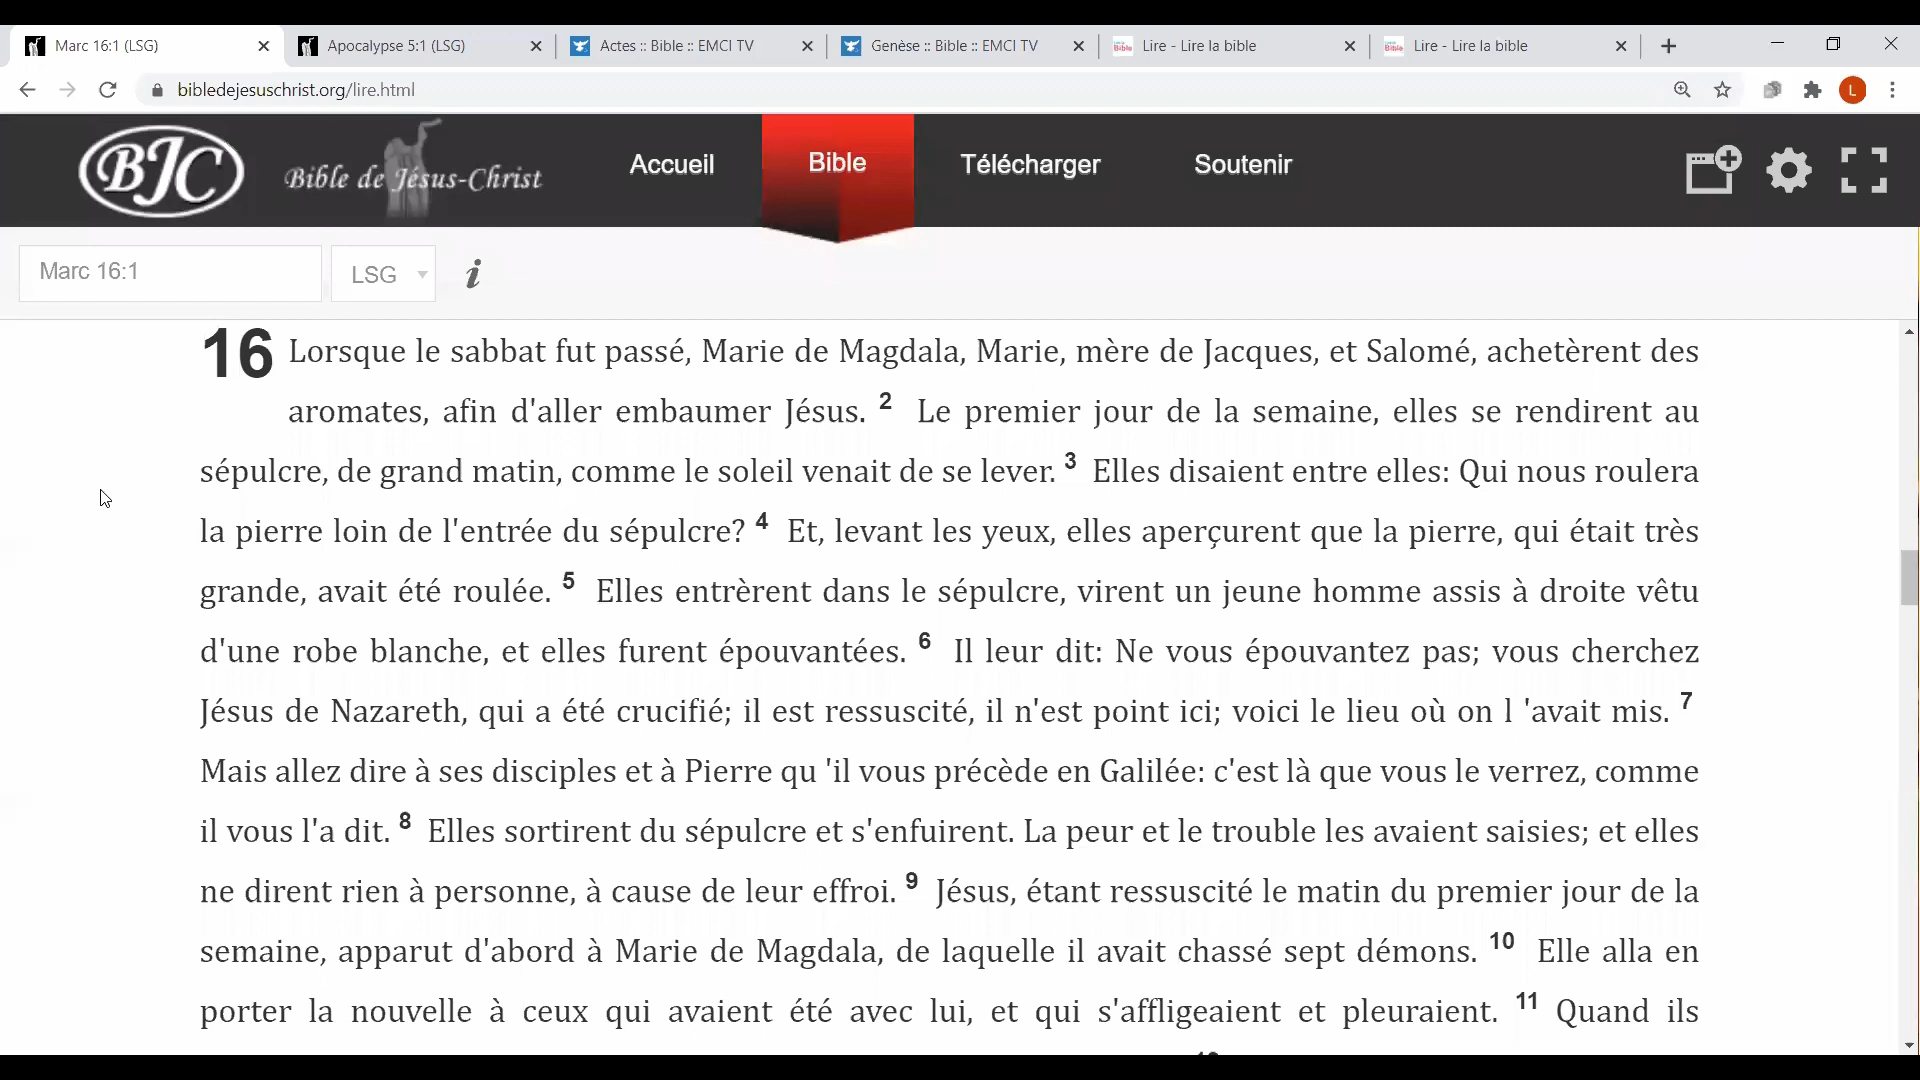 Marc 16:1 (LSG)
Apocalypse 5:1 (LSG)
Actes :: Bible :: EMCI TV
Genèse :: Bible :: EMCI TV
Lire - Lire la bible
Lire - Lire la bible
bibledejesuschrist.org/lire.html
L
BJC
Bible de Jésus-Christ
Accueil
Bible
Télécharger
Soutenir
Marc 16:1
LSG
i
16 Lorsque le sabbat fut passé, Marie de Magdala, Marie, mère de Jacques, et Salomé, achetèrent des
aromates, afin d'aller embaumer Jésus. 2 Le premier jour de la semaine, elles se rendirent au
sépulcre, de grand matin, comme le soleil venait de se lever. 3 Elles disaient entre elles: Qui nous roulera
la pierre loin de l'entrée du sépulcre? 4 Et, levant les yeux, elles aperçurent que la pierre, qui était très
grande, avait été roulée. 5 Elles entrèrent dans le sépulcre, virent un jeune homme assis à droite vêtu
d'une robe blanche, et elles furent épouvantées. 6 Il leur dit: Ne vous épouvantez pas; vous cherchez
Jésus de Nazareth, qui a été crucifié; il est ressuscité, il n'est point ici; voici le lieu où on l 'avait mis. 7
Mais allez dire à ses disciples et à Pierre qu 'il vous précède en Galilée: c'est là que vous le verrez, comme
il vous l'a dit. 8 Elles sortirent du sépulcre et s'enfuirent. La peur et le trouble les avaient saisies; et elles
ne dirent rien à personne, à cause de leur effroi. 9 Jésus, étant ressuscité le matin du premier jour de la
semaine, apparut d'abord à Marie de Magdala, de laquelle il avait chassé sept démons. 10 Elle alla en
porter la nouvelle à ceux qui avaient été avec lui, et qui s'affligeaient et pleuraient. 11 Quand ils